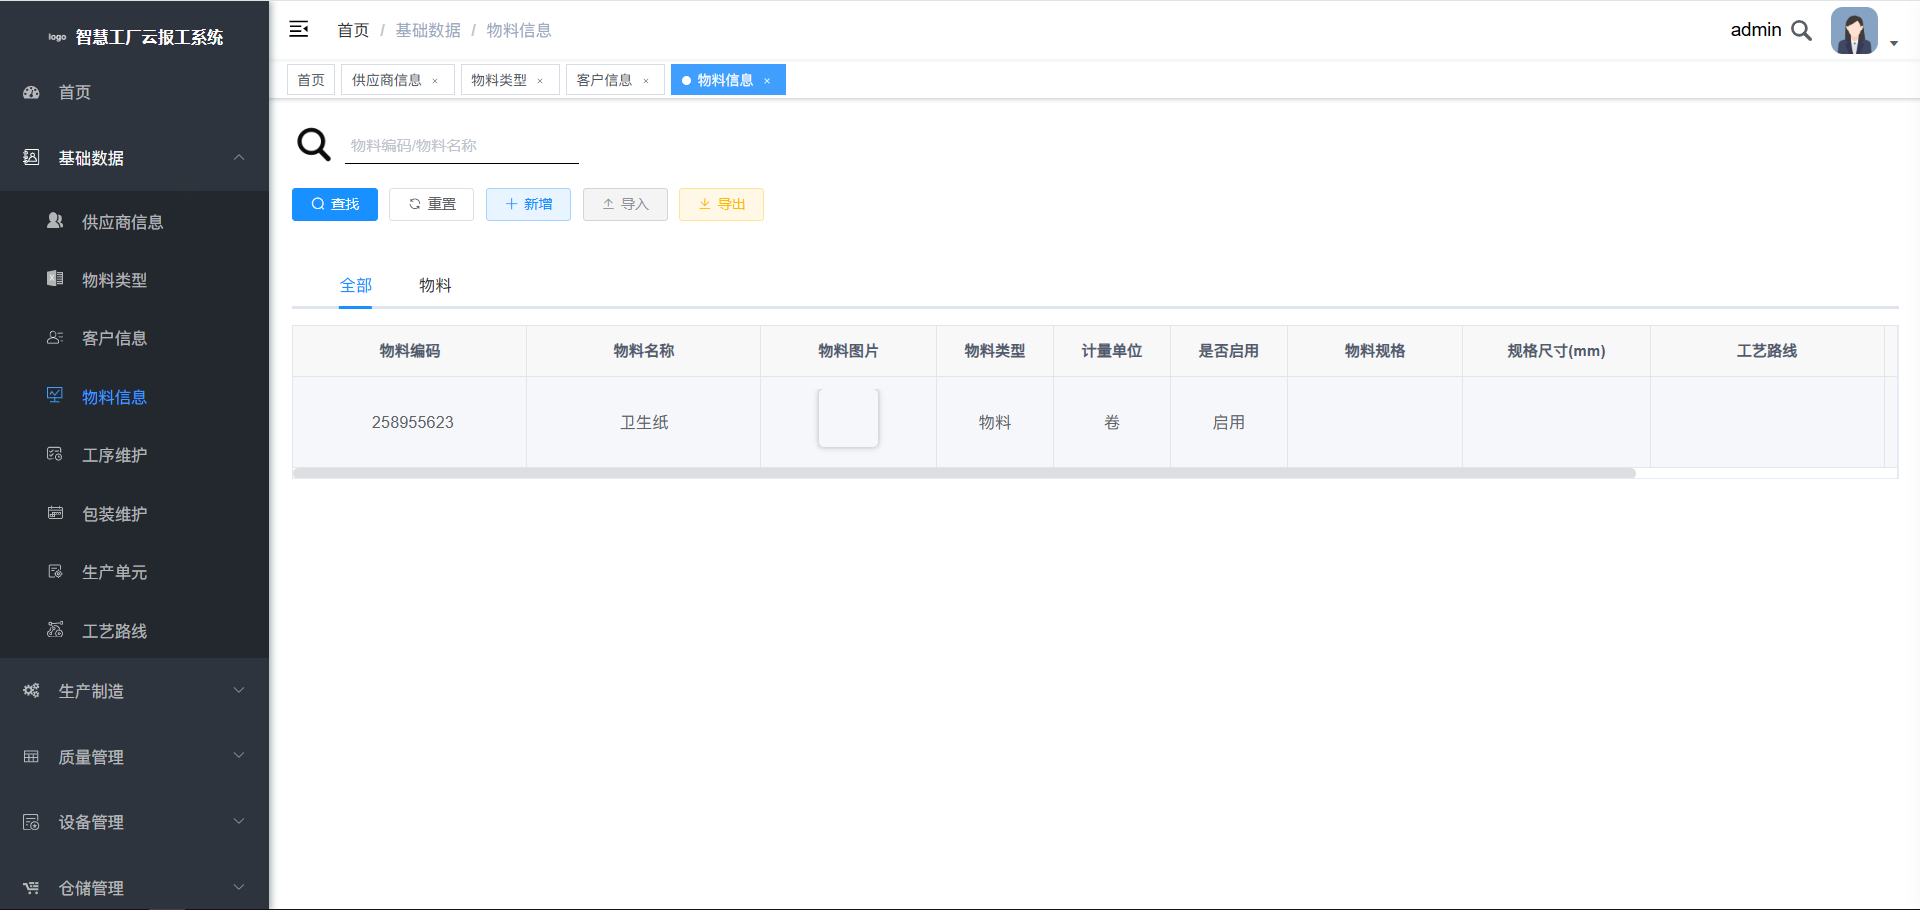 logo 智慧工厂云报工系统
首页 / 基础数据 / 物料信息
admin
首页 供应商信息 × 物料类型 × 客户信息 × 物料信息 ×
首页
基础数据
供应商信息
物料类型
客户信息
物料信息
工序维护
包装维护
生产单元
工艺路线
生产制造
质量管理
设备管理
仓储管理
物料编码/物料名称
查找 重置 新增 导入 导出
全部 物料
物料编码 物料名称 物料图片 物料类型 计量单位 是否启用 物料规格 规格尺寸(mm) 工艺路线
258955623 卫生纸 物料 卷 启用